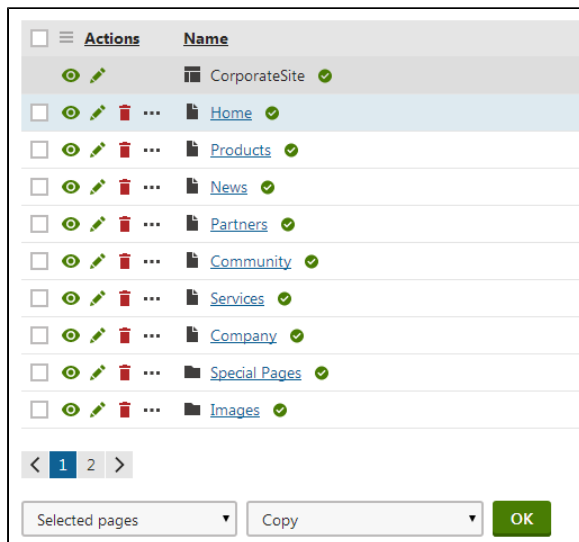 Actions Name
CorporateSite
Home
Products
News
Partners
Community
Services
Company
Special Pages
Images
1 2
Selected pages Copy OK